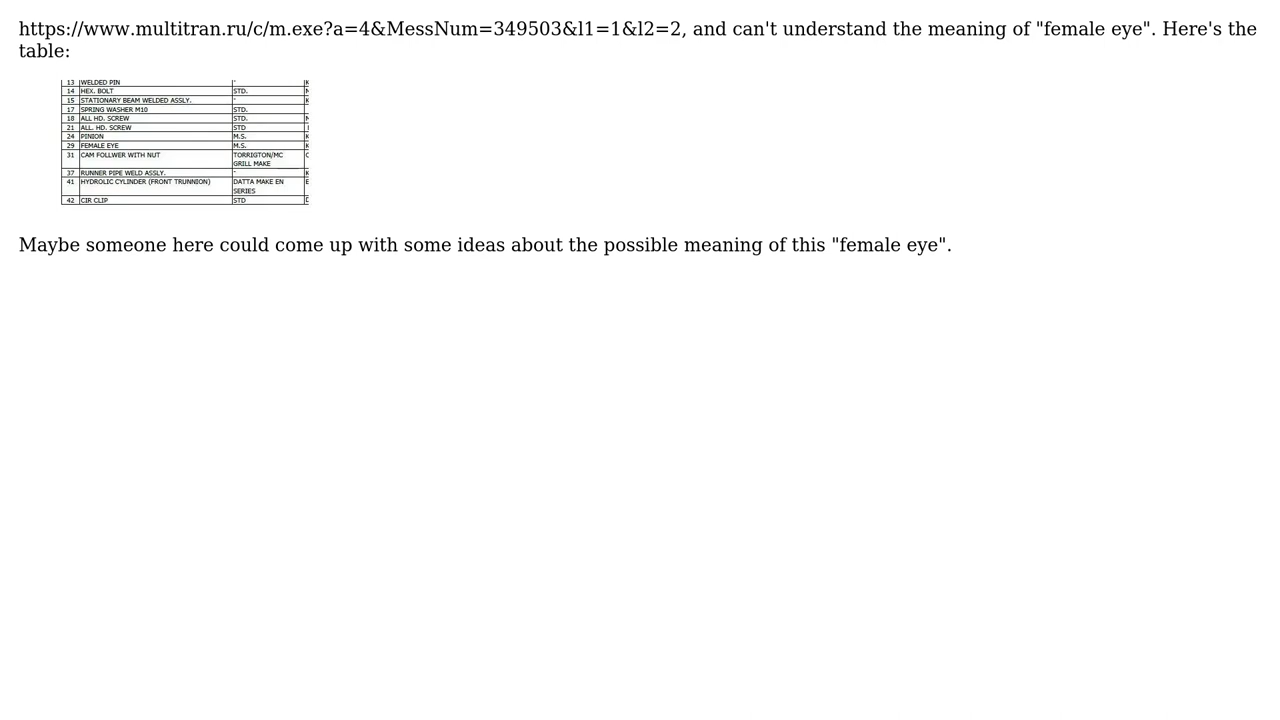 https://www.multitran.ru/c/m.exe?a=4&MessNum=349503&l1=1&l2=2, and can't understand the meaning of "female eye". Here's the
table:
13 WELDED PIN -
14 HEX. BOLT STD.
15 STATIONARY BEAM WELDED ASSLY. -
17 SPRING WASHER M10 STD.
18 ALL HD. SCREW STD.
21 ALL. HD. SCREW STD
24 PINION M.S.
29 FEMALE EYE M.S.
31 CAM FOLLWER WITH NUT TORRIGTON/MC
GRILL MAKE
37 RUNNER PIPE WELD ASSLY. -
41 HYDROLIC CYLINDER (FRONT TRUNNION) DATTA MAKE EN
SERIES
42 CIR CLIP STD
Maybe someone here could come up with some ideas about the possible meaning of this "female eye".